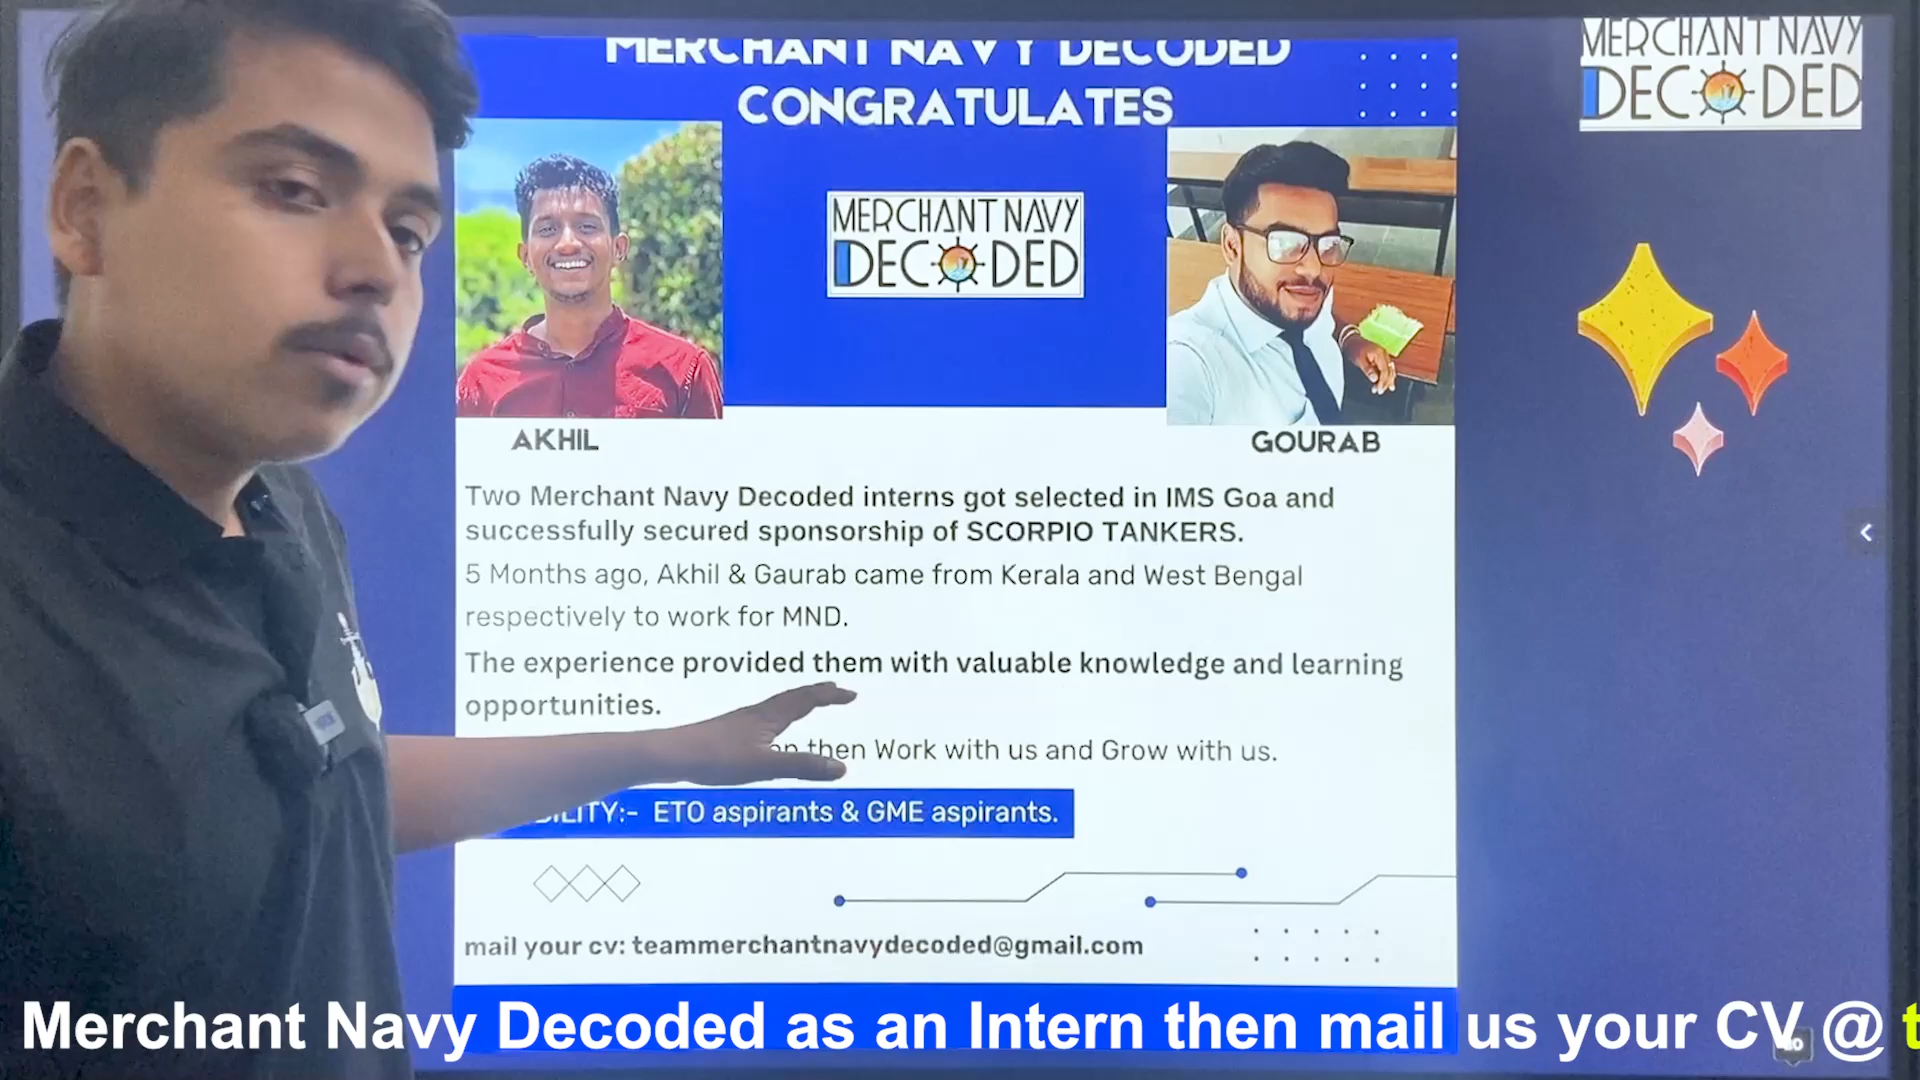 MERCHANT NAVY DECODED
CONGRATULATES
MERCHANT NAVY
DECODED
MERCHANT NAVY
DECODED
AKHIL
GOURAB
Two Merchant Navy Decoded interns got selected in IMS Goa and
successfully secured sponsorship of SCORPIO TANKERS.
5 Months ago, Akhil & Gaurab came from Kerala and West Bengal
respectively to work for MND.
The experience provided them with valuable knowledge and learning
opportunities.
then Work with us and Grow with us.
ETO aspirants & GME aspirants.
mail your cv: teammerchantnavydecoded@gmail.com
Merchant Navy Decoded as an Intern then mail us your CV @